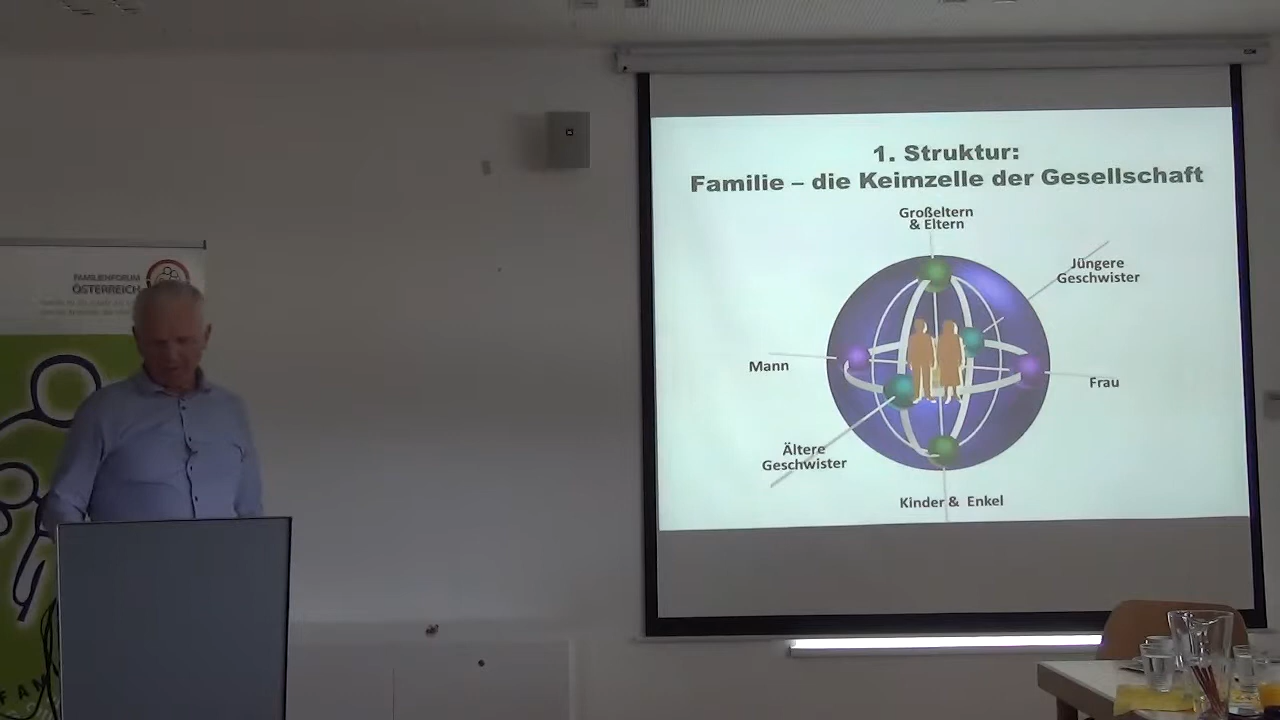 1. Struktur:
Familie – die Keimzelle der Gesellschaft
Großeltern
& Eltern
Jüngere
Geschwister
Mann
Frau
Ältere
Geschwister
Kinder & Enkel
FAMILIENFORUM
ÖSTERREICH